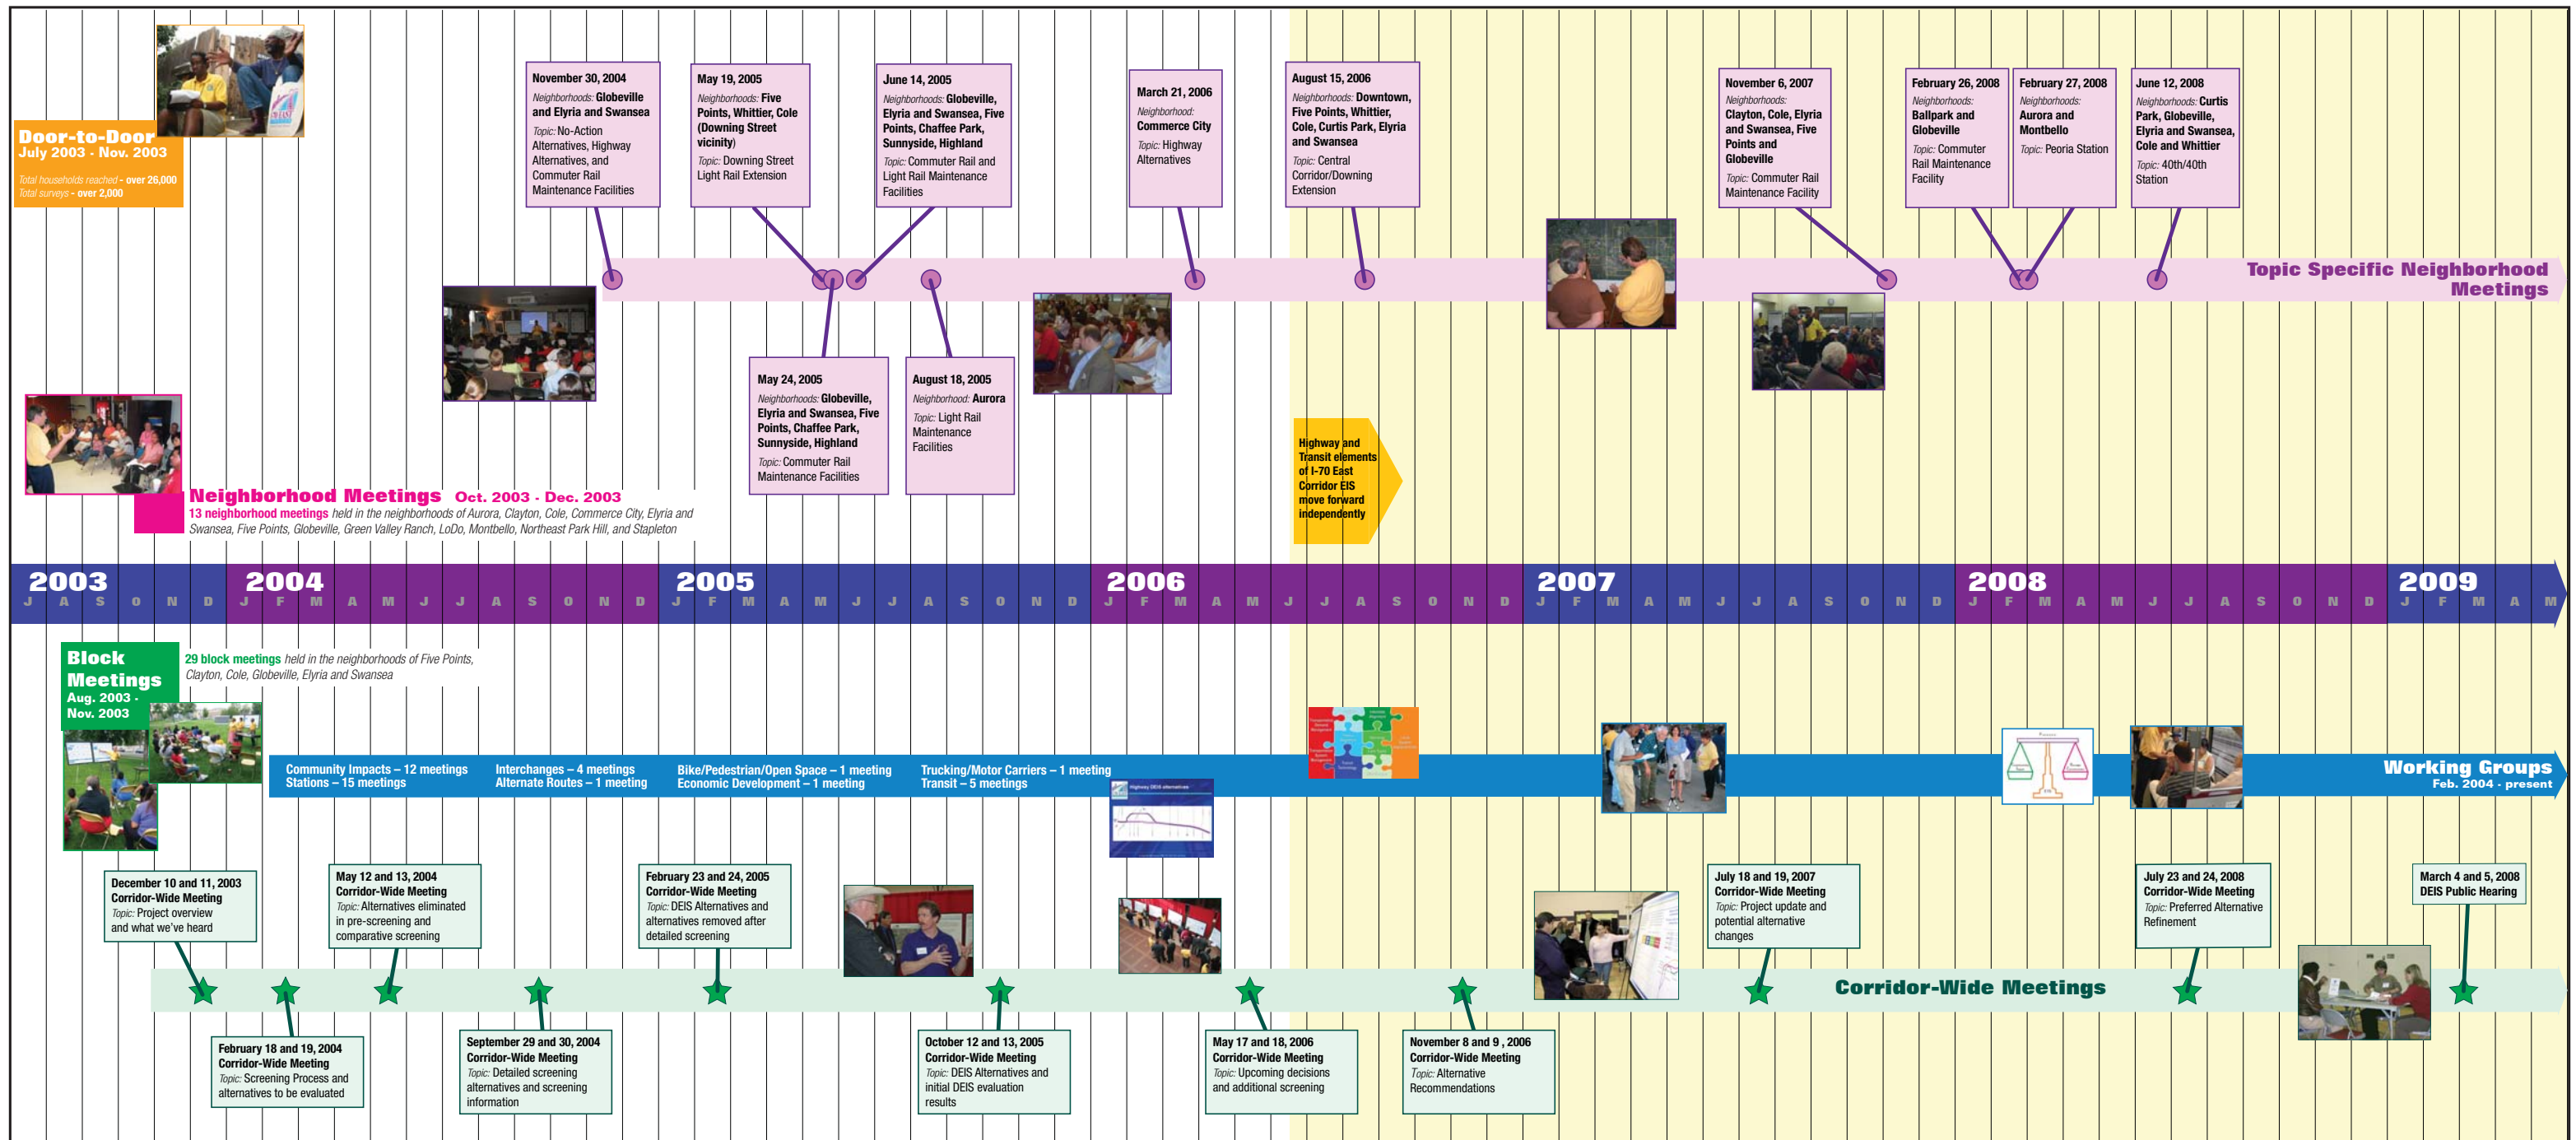 Door-to-Door
July 2003 - Nov. 2003
Total households reached - over 26,000
Total surveys - over 2,000
November 30, 2004
Neighborhoods: Globeville
and Elyria and Swansea
Topic: No-Action
Alternatives, Highway
Alternatives, and
Commuter Rail
Maintenance Facilities
May 19, 2005
Neighborhoods: Five
Points, Whittier, Cole
(Downing Street
vicinity)
Topic: Downing Street
Light Rail Extension
June 14, 2005
Neighborhoods: Globeville,
Elyria and Swansea, Five
Points, Chaffee Park,
Sunnyside, Highland
Topic: Commuter Rail and
Light Rail Maintenance
Facilities
March 21, 2006
Neighborhood:
Commerce City
Topic: Highway
Alternatives
August 15, 2006
Neighborhoods: Downtown,
Five Points, Whittier,
Cole, Curtis Park, Elyria
and Swansea
Topic: Central
Corridor/Downing
Extension
November 6, 2007
Neighborhoods:
Clayton, Cole, Elyria
and Swansea, Five
Points and
Globeville
Topic: Commuter Rail
Maintenance Facility
February 26, 2008
Neighborhoods:
Ballpark and
Globeville
Topic: Commuter
Rail Maintenance
Facility
February 27, 2008
Neighborhoods:
Aurora and
Montbello
Topic: Peoria Station
June 12, 2008
Neighborhoods: Curtis
Park, Globeville,
Elyria and Swansea,
Cole and Whittier
Topic: 40th/40th
Station
Topic Specific Neighborhood
Meetings
May 24, 2005
Neighborhoods: Globeville,
Elyria and Swansea, Five
Points, Chaffee Park,
Sunnyside, Highland
Topic: Commuter Rail
Maintenance Facilities
August 18, 2005
Neighborhood: Aurora
Topic: Light Rail
Maintenance
Facilities
Highway and
Transit elements
of I-70 East
Corridor EIS
move forward
independently
Neighborhood Meetings Oct. 2003 - Dec. 2003
13 neighborhood meetings held in the neighborhoods of Aurora, Clayton, Cole, Commerce City, Elyria and
Swansea, Five Points, Globeville, Green Valley Ranch, LoDo, Montbello, Northeast Park Hill, and Stapleton
2003 2004 2005 2006 2007 2008 2009
J A S O N D J F M A M J J A S O N D J F M A M J J A S O N D J F M A M J J A S O N D J F M A M J J A S O N D J F M A M J J A S O N D J F M A M
Block
Meetings
Aug. 2003 -
Nov. 2003
29 block meetings held in the neighborhoods of Five Points,
Clayton, Cole, Globeville, Elyria and Swansea
Community Impacts – 12 meetings
Stations – 15 meetings
Interchanges – 4 meetings
Alternate Routes – 1 meeting
Bike/Pedestrian/Open Space – 1 meeting
Economic Development – 1 meeting
Trucking/Motor Carriers – 1 meeting
Transit – 5 meetings
Highway DEIS alternatives
Working Groups
Feb. 2004 - present
December 10 and 11, 2003
Corridor-Wide Meeting
Topic: Project overview
and what we've heard
May 12 and 13, 2004
Corridor-Wide Meeting
Topic: Alternatives eliminated
in pre-screening and
comparative screening
February 23 and 24, 2005
Corridor-Wide Meeting
Topic: DEIS Alternatives and
alternatives removed after
detailed screening
July 18 and 19, 2007
Corridor-Wide Meeting
Topic: Project update and
potential alternative
changes
July 23 and 24, 2008
Corridor-Wide Meeting
Topic: Preferred Alternative
Refinement
March 4 and 5, 2008
DEIS Public Hearing
Corridor-Wide Meetings
February 18 and 19, 2004
Corridor-Wide Meeting
Topic: Screening Process and
alternatives to be evaluated
September 29 and 30, 2004
Corridor-Wide Meeting
Topic: Detailed screening
alternatives and screening
information
October 12 and 13, 2005
Corridor-Wide Meeting
Topic: DEIS Alternatives and
initial DEIS evaluation
results
May 17 and 18, 2006
Corridor-Wide Meeting
Topic: Upcoming decisions
and additional screening
November 8 and 9 , 2006
Corridor-Wide Meeting
Topic: Alternative
Recommendations